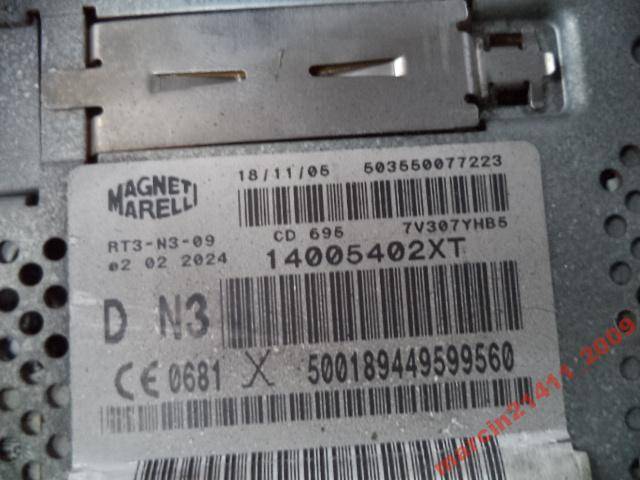 18/11/05 503550077223
MAGNETI
MARELLI
RT3-N3-09 CD 695 7V307YHB5
02 02 2024 14005402XT
D N3
CE 0681 X 500189449599560
marcin21411 2009